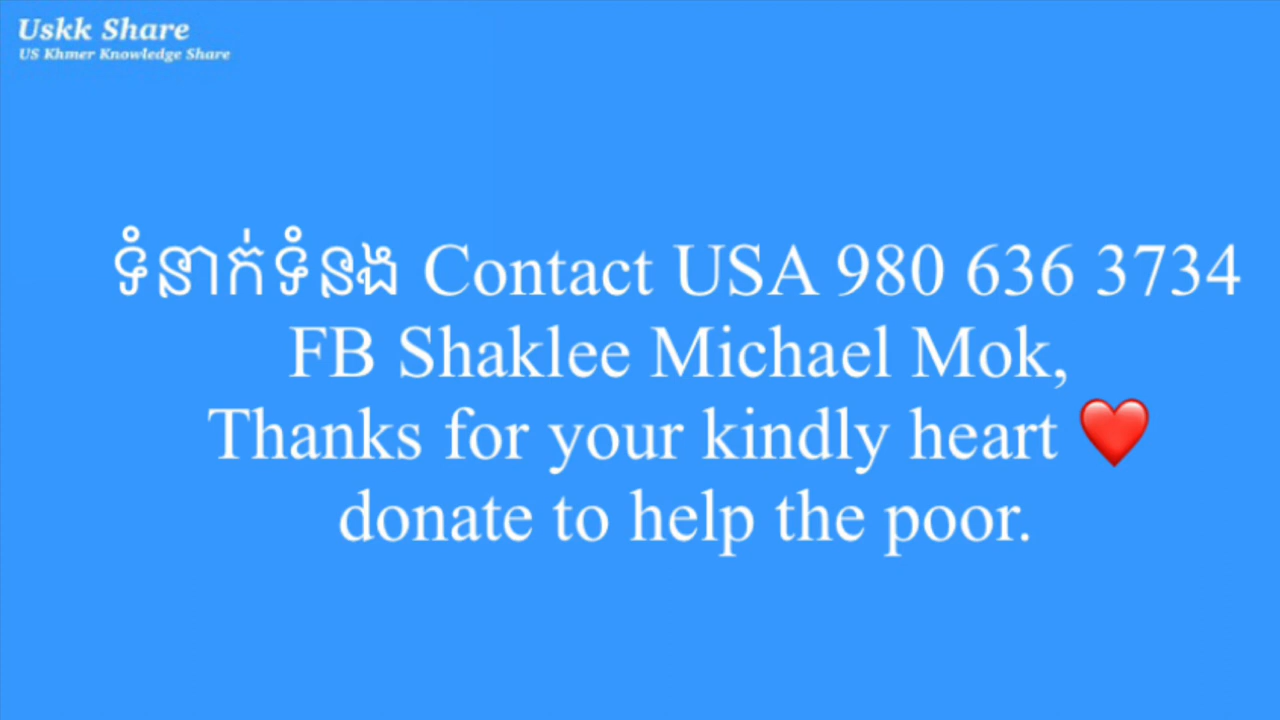 Uskk Share
US Khmer Knowledge Share
ទំនាក់ទំនង Contact USA 980 636 3734
FB Shaklee Michael Mok,
Thanks for your kindly heart ❤️
donate to help the poor.